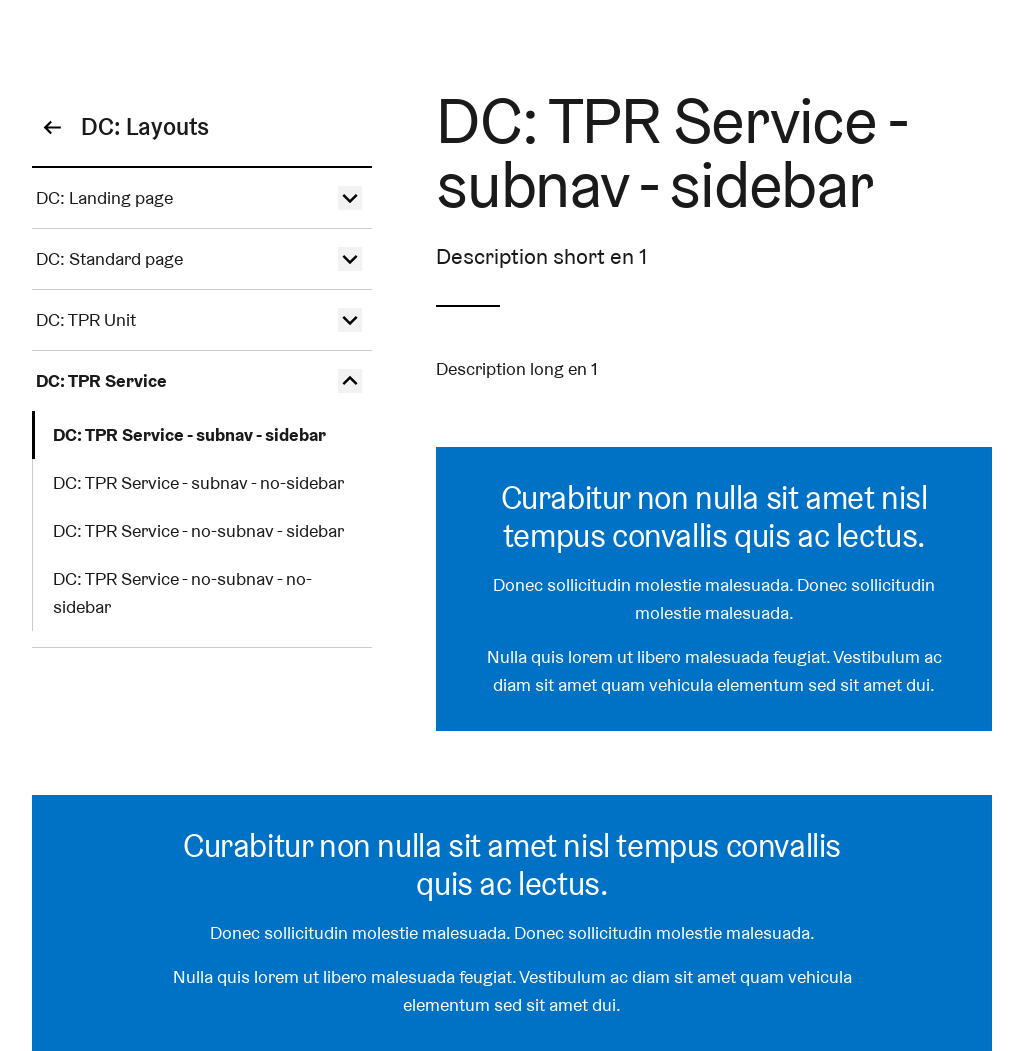 DC: Layouts
DC: Landing page
DC: Standard page
DC: TPR Unit
DC: TPR Service
DC: TPR Service - subnav - sidebar
DC: TPR Service - subnav - no-sidebar
DC: TPR Service - no-subnav - sidebar
DC: TPR Service - no-subnav - no-
sidebar
DC: TPR Service -
subnav - sidebar
Description short en 1
Description long en 1
Curabitur non nulla sit amet nisl
tempus convallis quis ac lectus.
Donec sollicitudin molestie malesuada. Donec sollicitudin
molestie malesuada.
Nulla quis lorem ut libero malesuada feugiat. Vestibulum ac
diam sit amet quam vehicula elementum sed sit amet dui.
Curabitur non nulla sit amet nisl tempus convallis
quis ac lectus.
Donec sollicitudin molestie malesuada. Donec sollicitudin molestie malesuada.
Nulla quis lorem ut libero malesuada feugiat. Vestibulum ac diam sit amet quam vehicula
elementum sed sit amet dui.